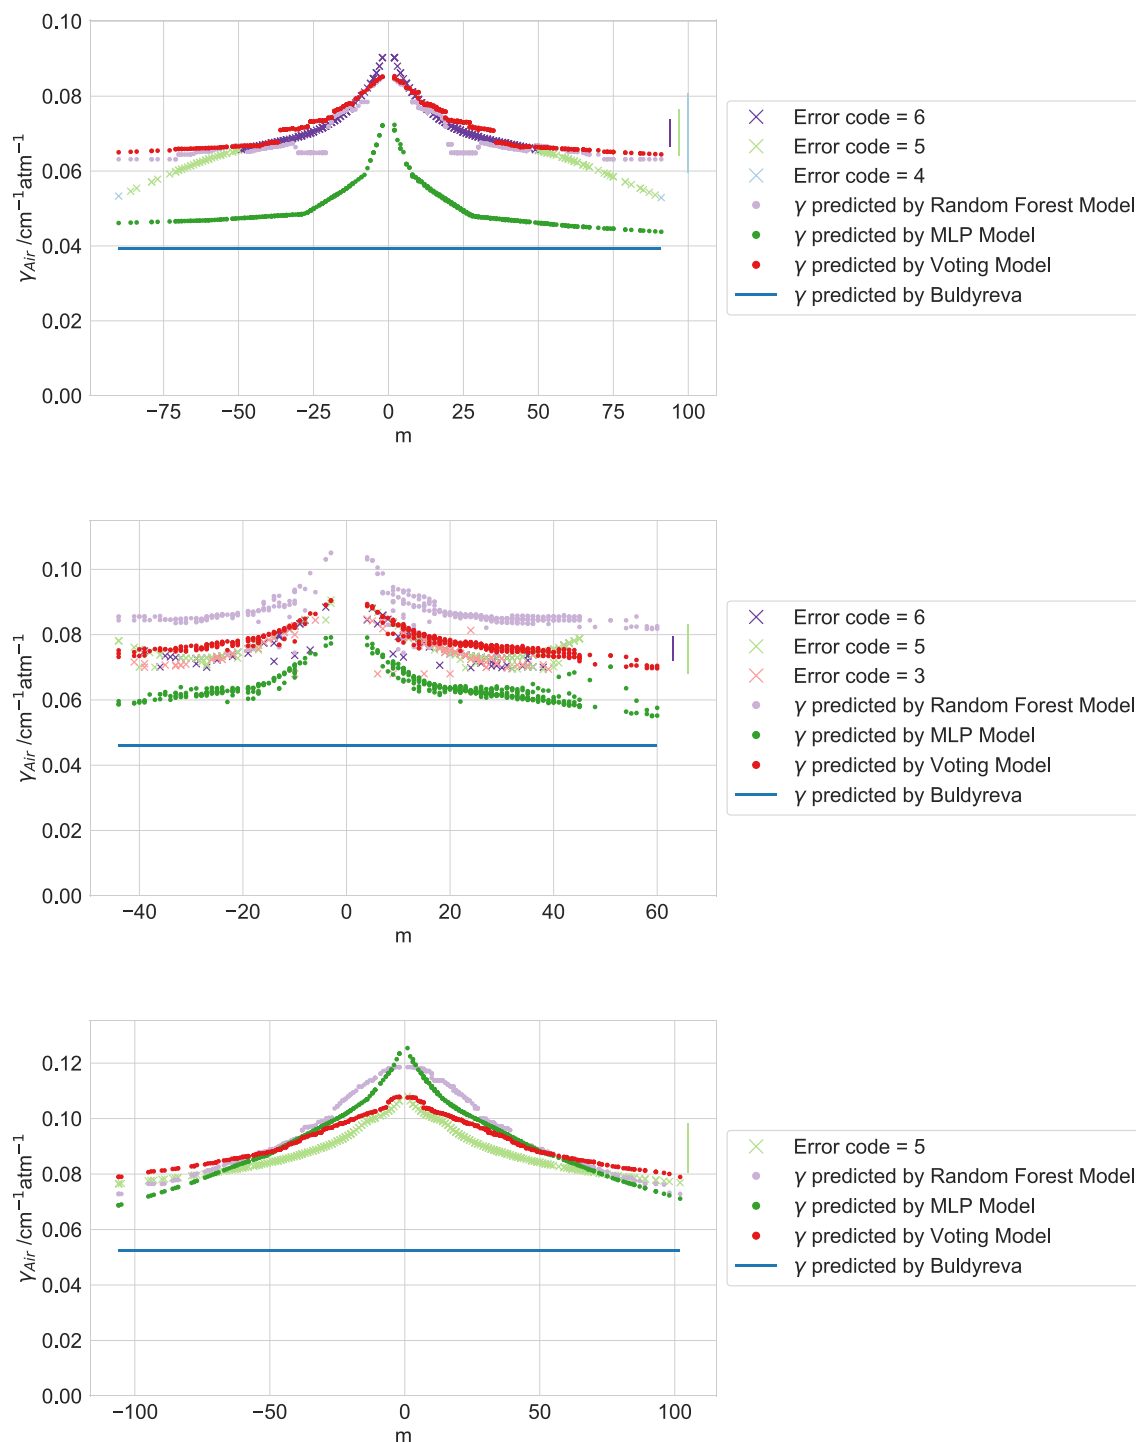 0.10
0.08
0.06
0.04
0.02
0.00
γAir /cm−1atm−1
−75 −50 −25 0 25 50 75 100
m
Error code = 6
Error code = 5
Error code = 4
γ predicted by Random Forest Model
γ predicted by MLP Model
γ predicted by Voting Model
γ predicted by Buldyreva
0.10
0.08
0.06
0.04
0.02
0.00
γAir /cm−1atm−1
−40 −20 0 20 40 60
m
Error code = 6
Error code = 5
Error code = 3
γ predicted by Random Forest Model
γ predicted by MLP Model
γ predicted by Voting Model
γ predicted by Buldyreva
0.12
0.10
0.08
0.06
0.04
0.02
0.00
γAir /cm−1atm−1
−100 −50 0 50 100
m
Error code = 5
γ predicted by Random Forest Model
γ predicted by MLP Model
γ predicted by Voting Model
γ predicted by Buldyreva